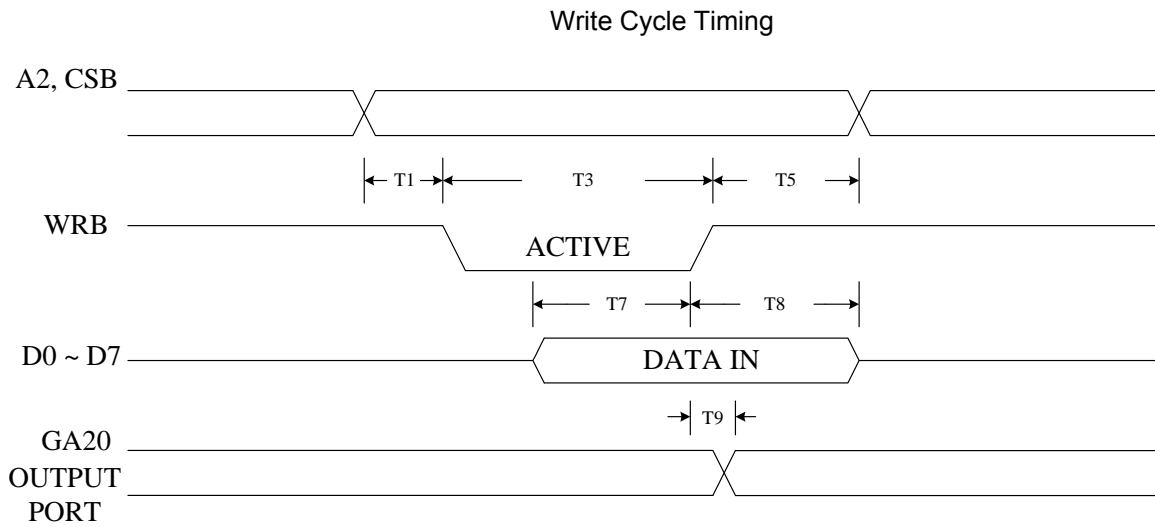 Write Cycle Timing
A2, CSB
T1
T3
T5
WRB
ACTIVE
T7
T8
D0 ~ D7
DATA IN
T9
GA20
OUTPUT
PORT